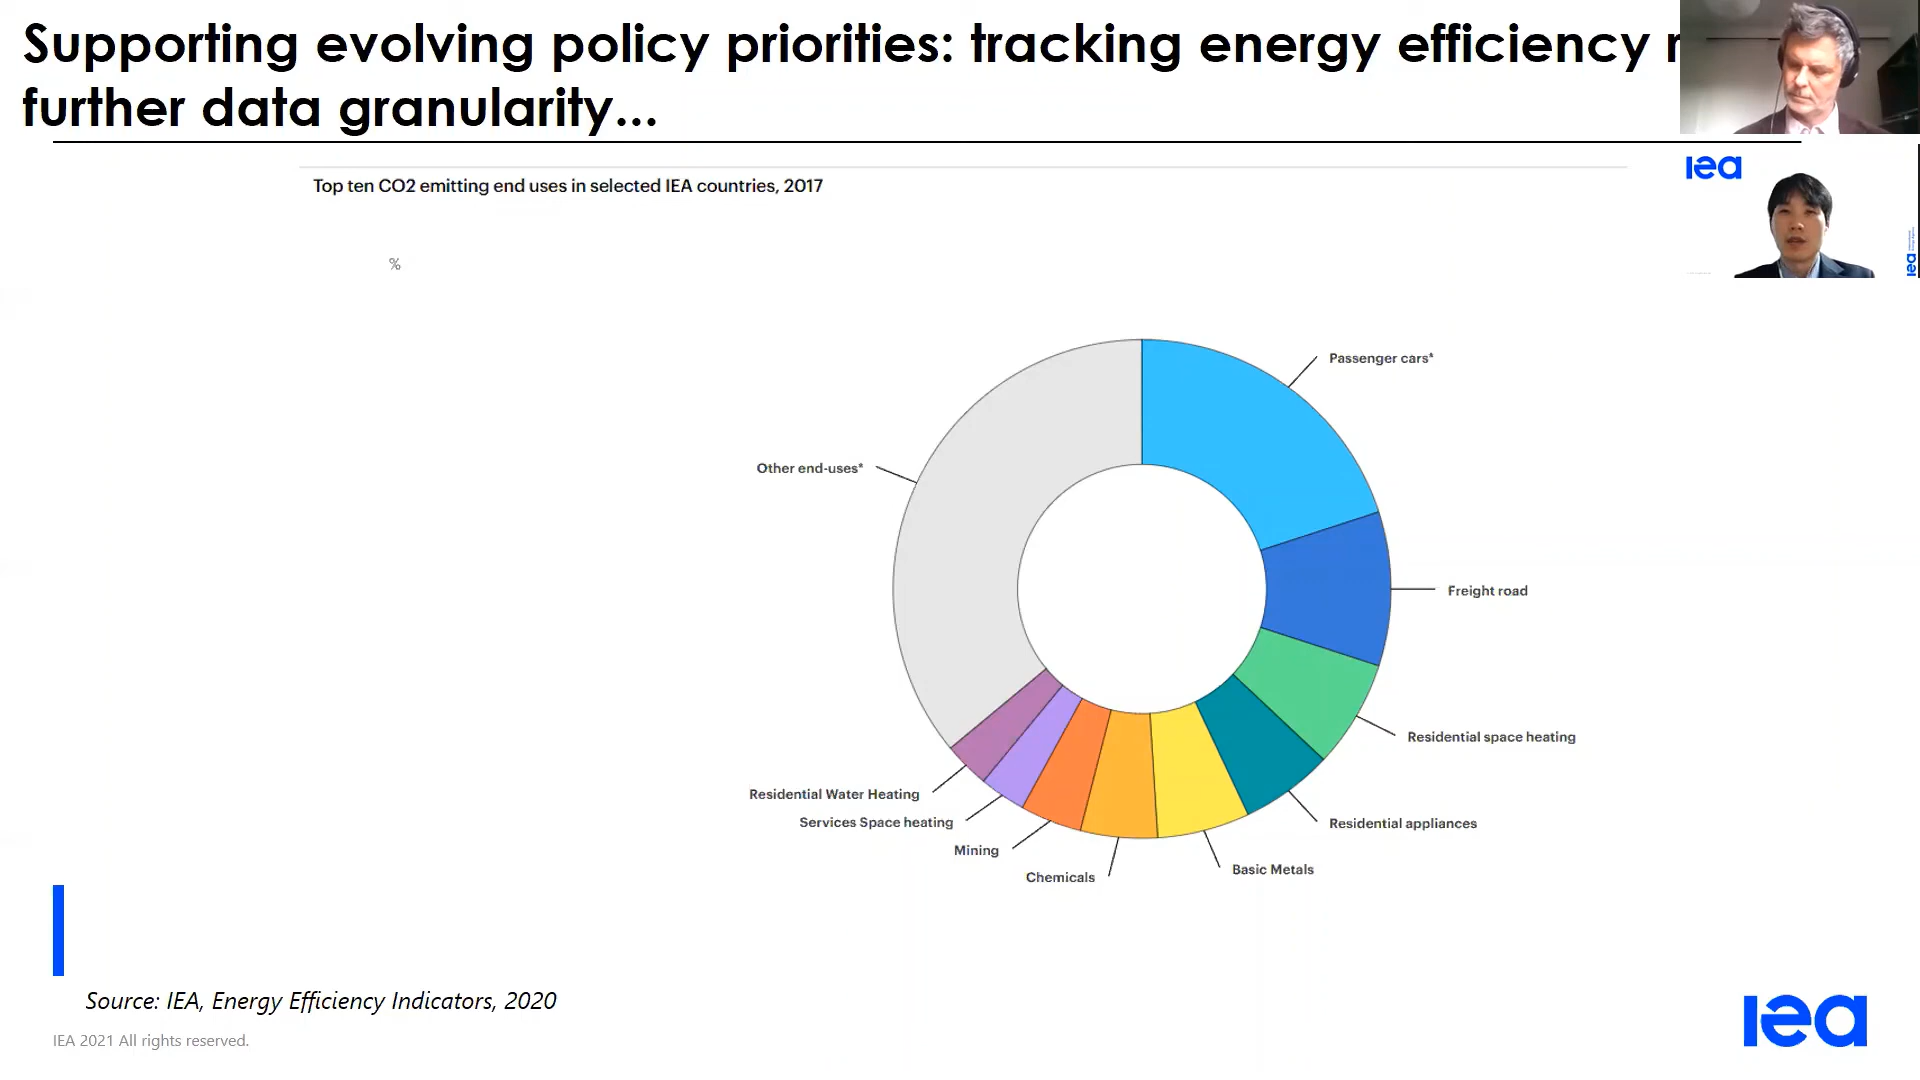 Supporting evolving policy priorities: tracking energy efficiency
further data granularity...
iea
Top ten CO2 emitting end uses in selected IEA countries, 2017
%
Passenger cars*
Other end-uses*
Freight road
Residential space heating
Residential Water Heating
Services Space heating
Residential appliances
Mining
Basic Metals
Chemicals
Source: IEA, Energy Efficiency Indicators, 2020
IEA 2021 All rights reserved.
iea
iea